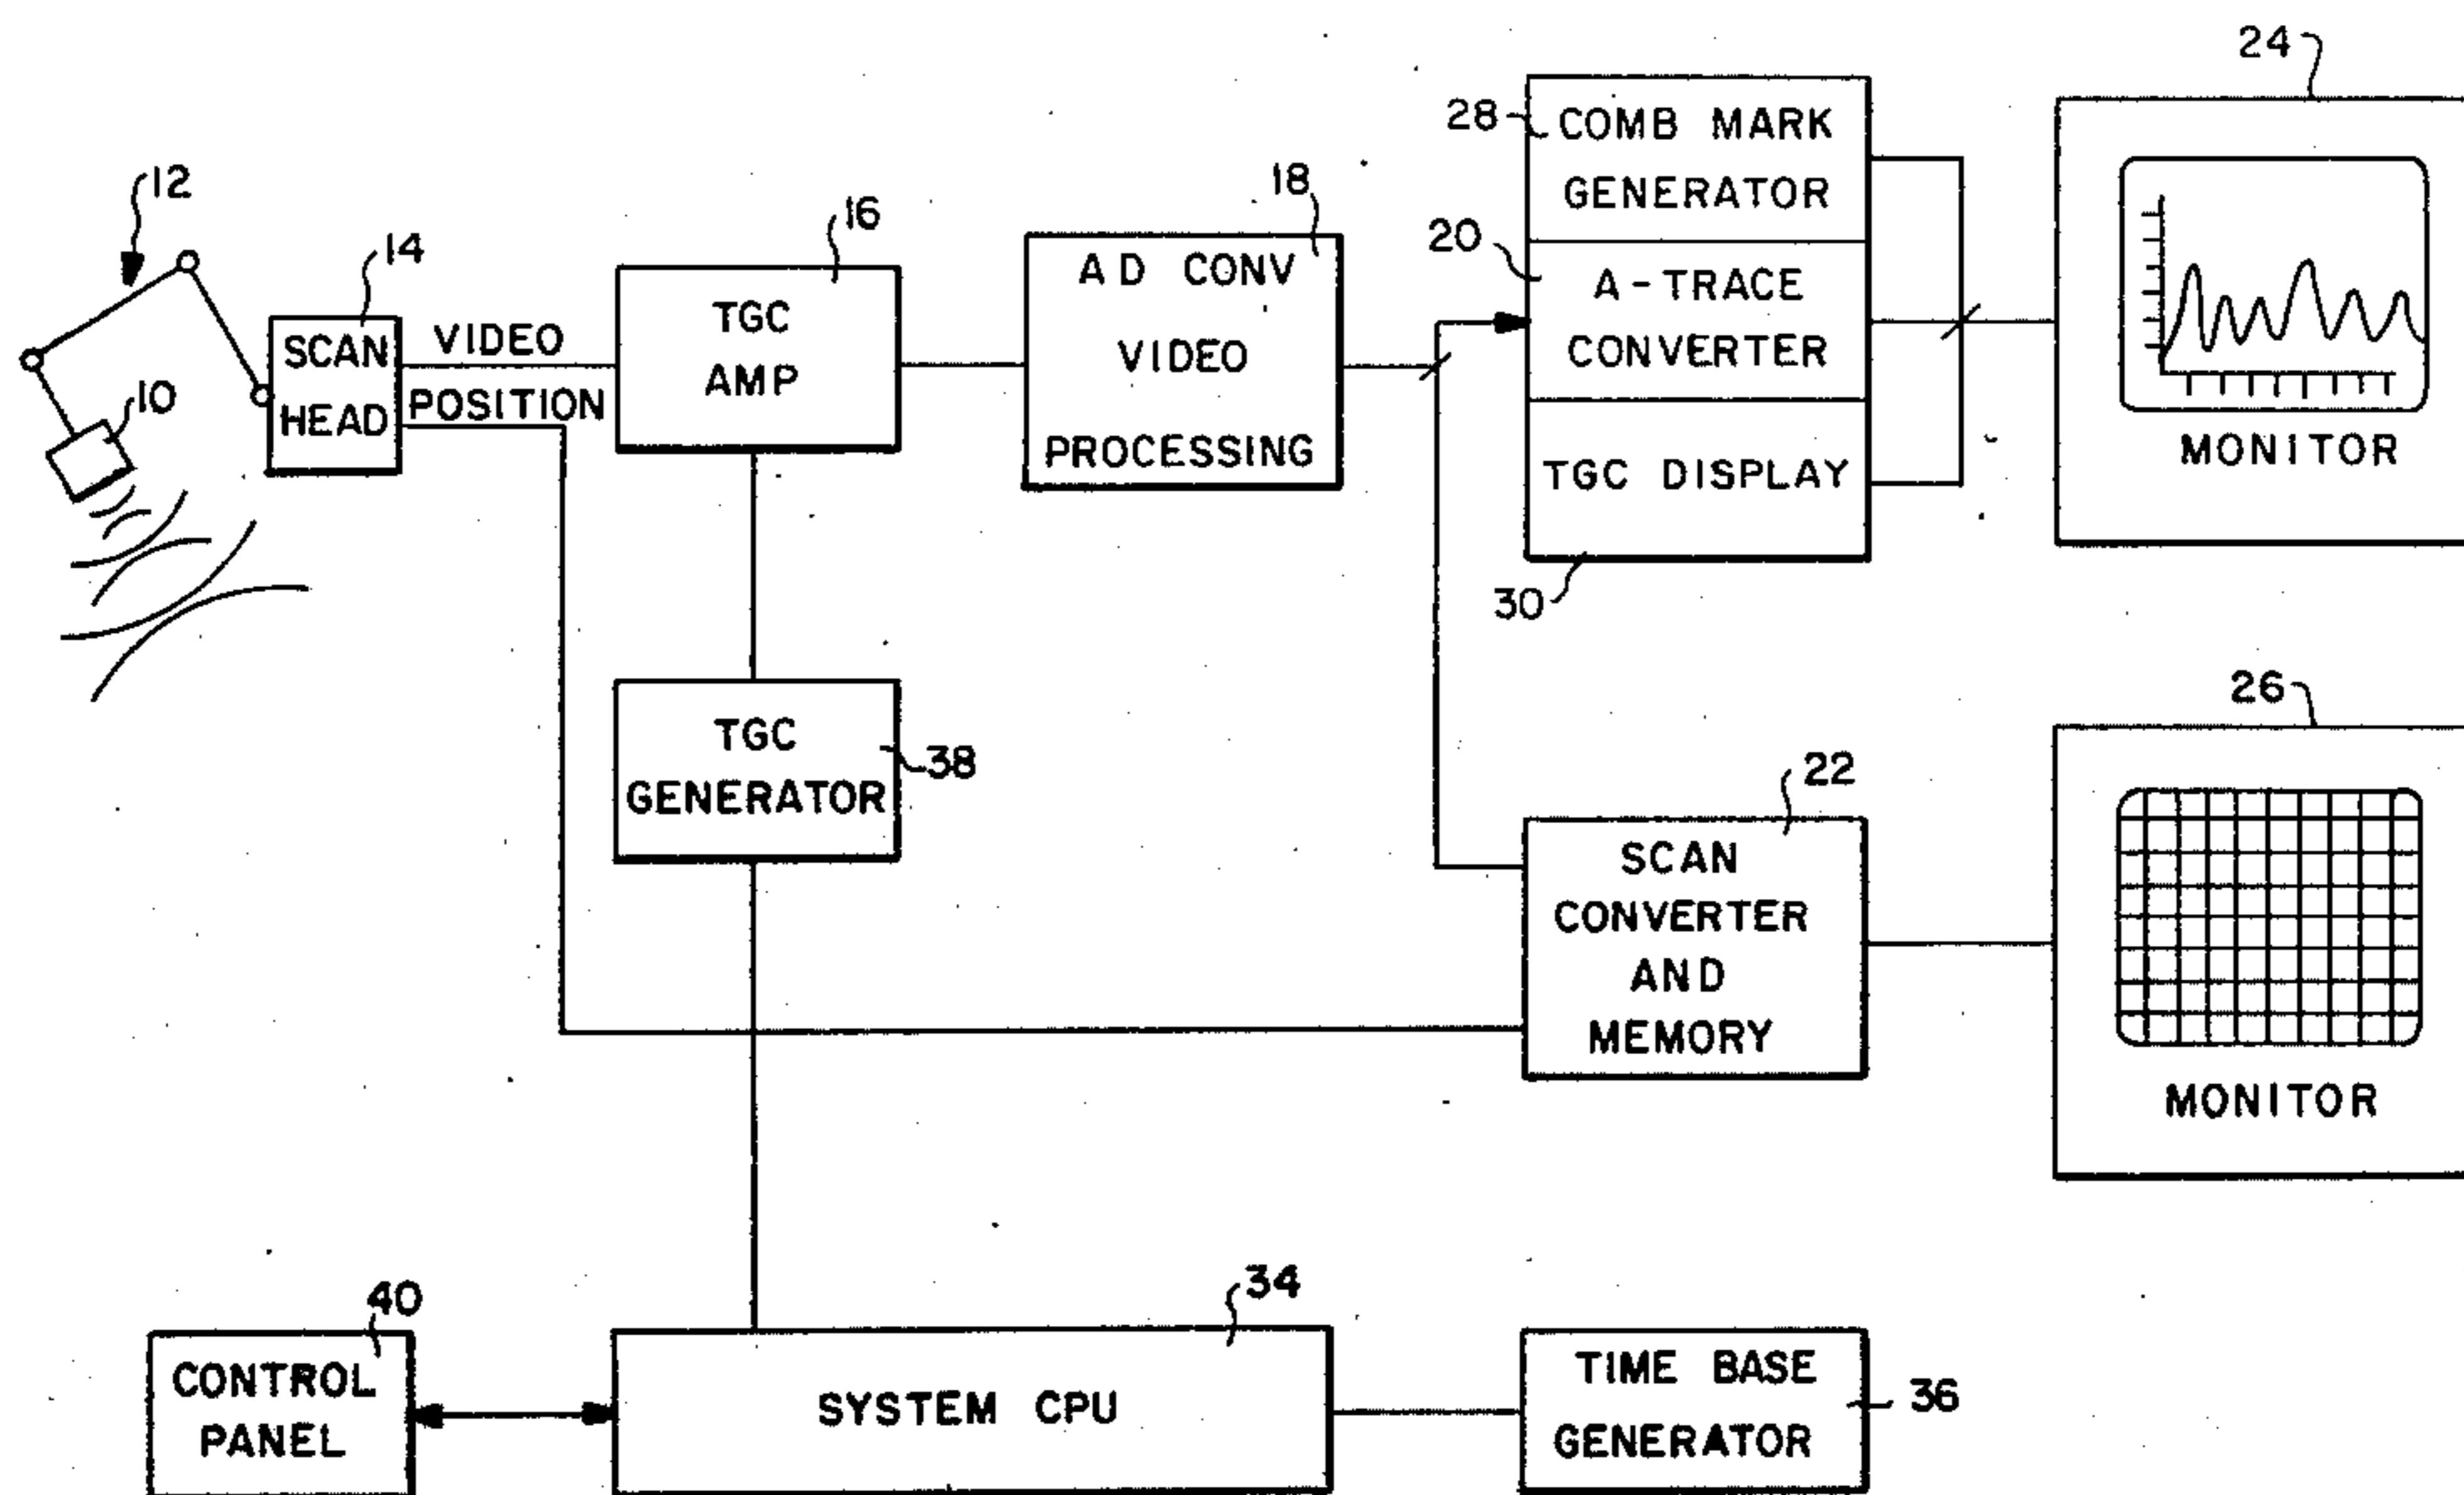 24
28
COMB MARK
GENERATOR
12
14
16
18
20
SCAN
HEAD
VIDEO
POSITION
TGC
AMP
AD CONV
VIDEO
PROCESSING
A-TRACE
CONVERTER
TGC DISPLAY
MONITOR
10
30
26
TGC
GENERATOR
38
22
SCAN
CONVERTER
AND
MEMORY
MONITOR
40
34
CONTROL
PANEL
SYSTEM CPU
TIME BASE
GENERATOR
36